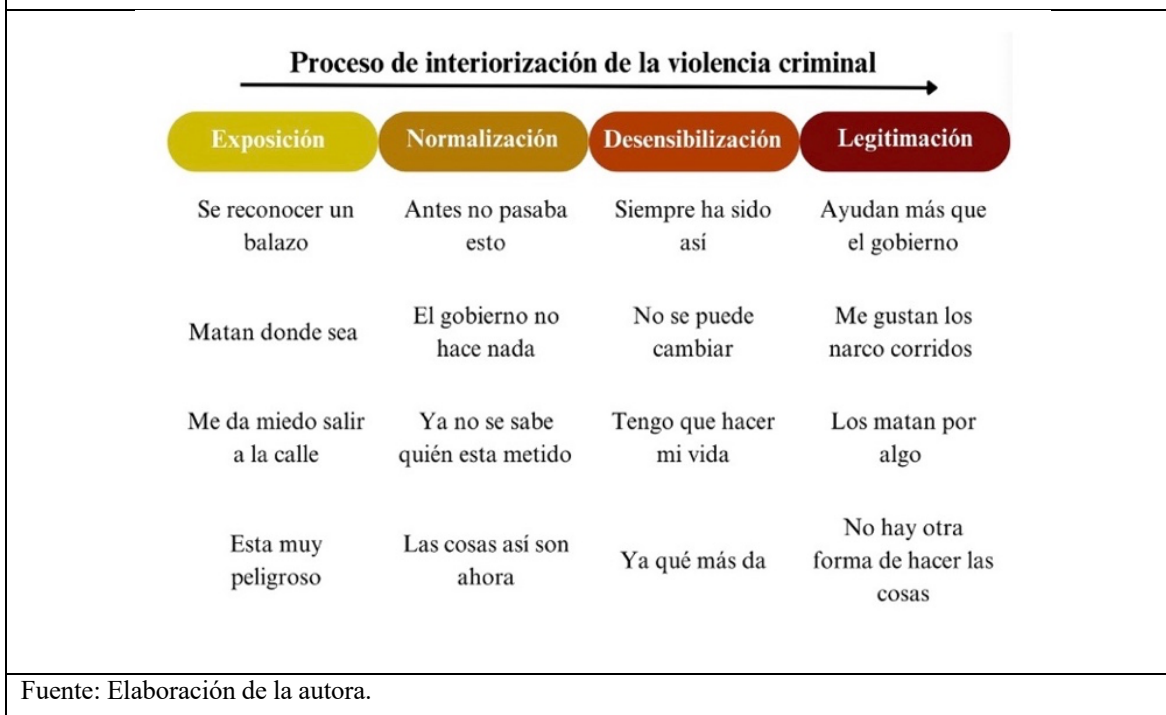 Proceso de interiorización de la violencia criminal
Exposición
Normalización
Desensibilización
Legitimación
Se reconocer un
balazo
Antes no pasaba
esto
Siempre ha sido
así
Ayudan más que
el gobierno
Matan donde sea
El gobierno no
hace nada
No se puede
cambiar
Me gustan los
narco corridos
Me da miedo salir
a la calle
Ya no se sabe
quién esta metido
Tengo que hacer
mi vida
Los matan por
algo
Esta muy
peligroso
Las cosas así son
ahora
Ya qué más da
No hay otra
forma de hacer las
cosas
Fuente: Elaboración de la autora.